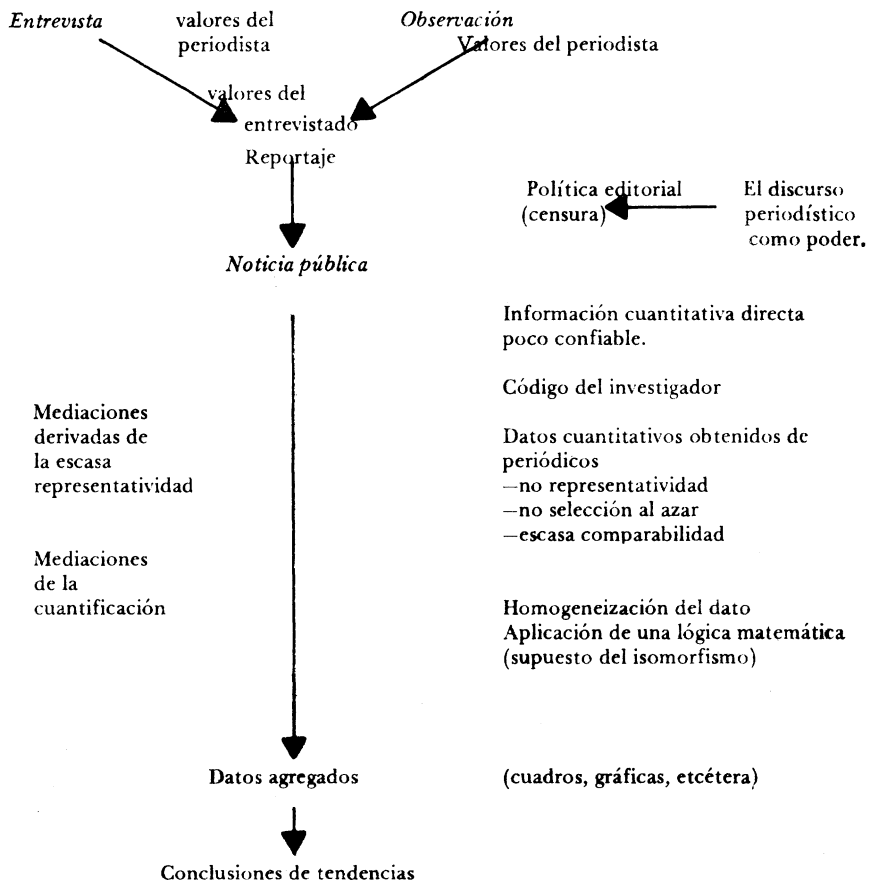 Entrevista
valores del
periodista
Observación
Valores del periodista
valores del
entrevistado
Reportaje
Política editorial
(censura)
El discurso
periodístico
como poder.
Noticia pública
Información cuantitativa directa
poco confiable.
Código del investigador
Mediaciones
derivadas de
la escasa
representatividad
Datos cuantitativos obtenidos de
periódicos
—no representatividad
—no selección al azar
—escasa comparabilidad
Mediaciones
de la
cuantificación
Homogeneización del dato
Aplicación de una lógica matemática
(supuesto del isomorfismo)
Datos agregados
(cuadros, gráficas, etcétera)
Conclusiones de tendencias